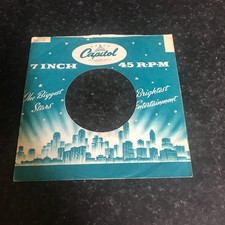 Capitol
7 INCH 45 R·P·M
The Biggest Brightest
Stars Entertainment